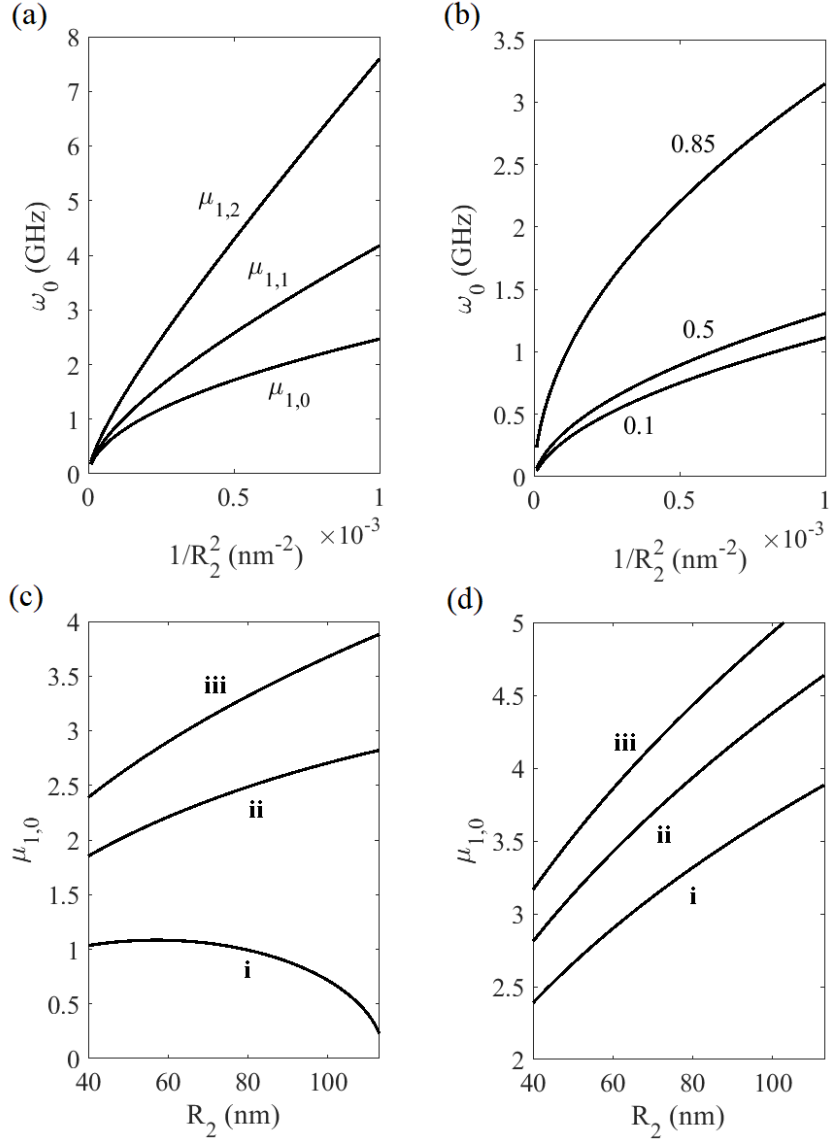 (a)
8
7
6
5
4
3
2
1
0
ω0 (GHz)
μ1,2
μ1,1
μ1,0
0 0.5 1
×10-3
1/R22 (nm-2)
(b)
3.5
3
2.5
2
1.5
1
0.5
0
ω0 (GHz)
0.85
0.5
0.1
0 0.5 1
×10-3
1/R22 (nm-2)
(c)
4
3.5
3
2.5
2
1.5
1
0.5
0
μ1,0
iii
ii
i
40 60 80 100
R2 (nm)
(d)
5
4.5
4
3.5
3
2.5
2
μ1,0
iii
ii
i
40 60 80 100
R2 (nm)